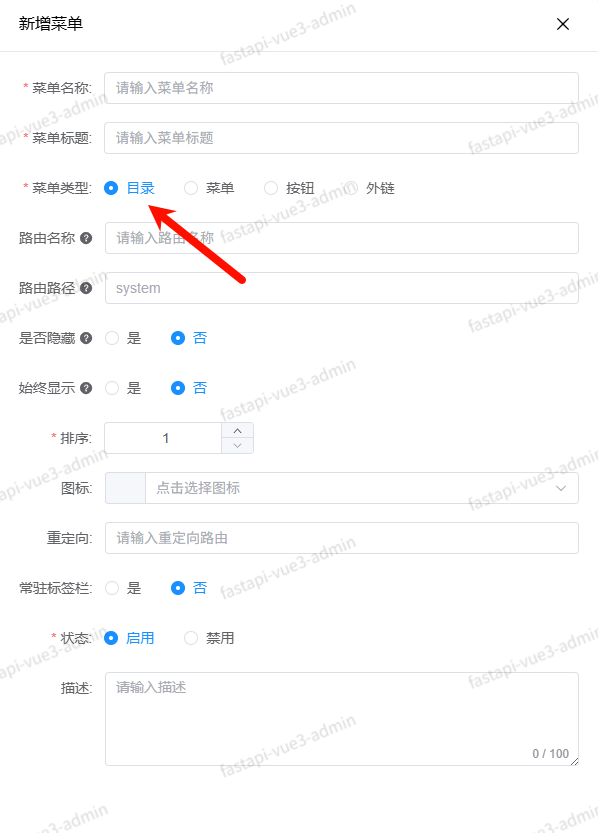 新增菜单
* 菜单名称: 请输入菜单名称
* 菜单标题: 请输入菜单标题
* 菜单类型: 目录 菜单 按钮 外链
路由名称 ? 请输入路由名称
路由路径 ? system
是否隐藏 ? 是 否
始终显示 ? 是 否
* 排序: 1
图标: 点击选择图标
重定向: 请输入重定向路由
常驻标签栏: 是 否
* 状态: 启用 禁用
描述: 请输入描述
0 / 100
fastapi-vue3-admin